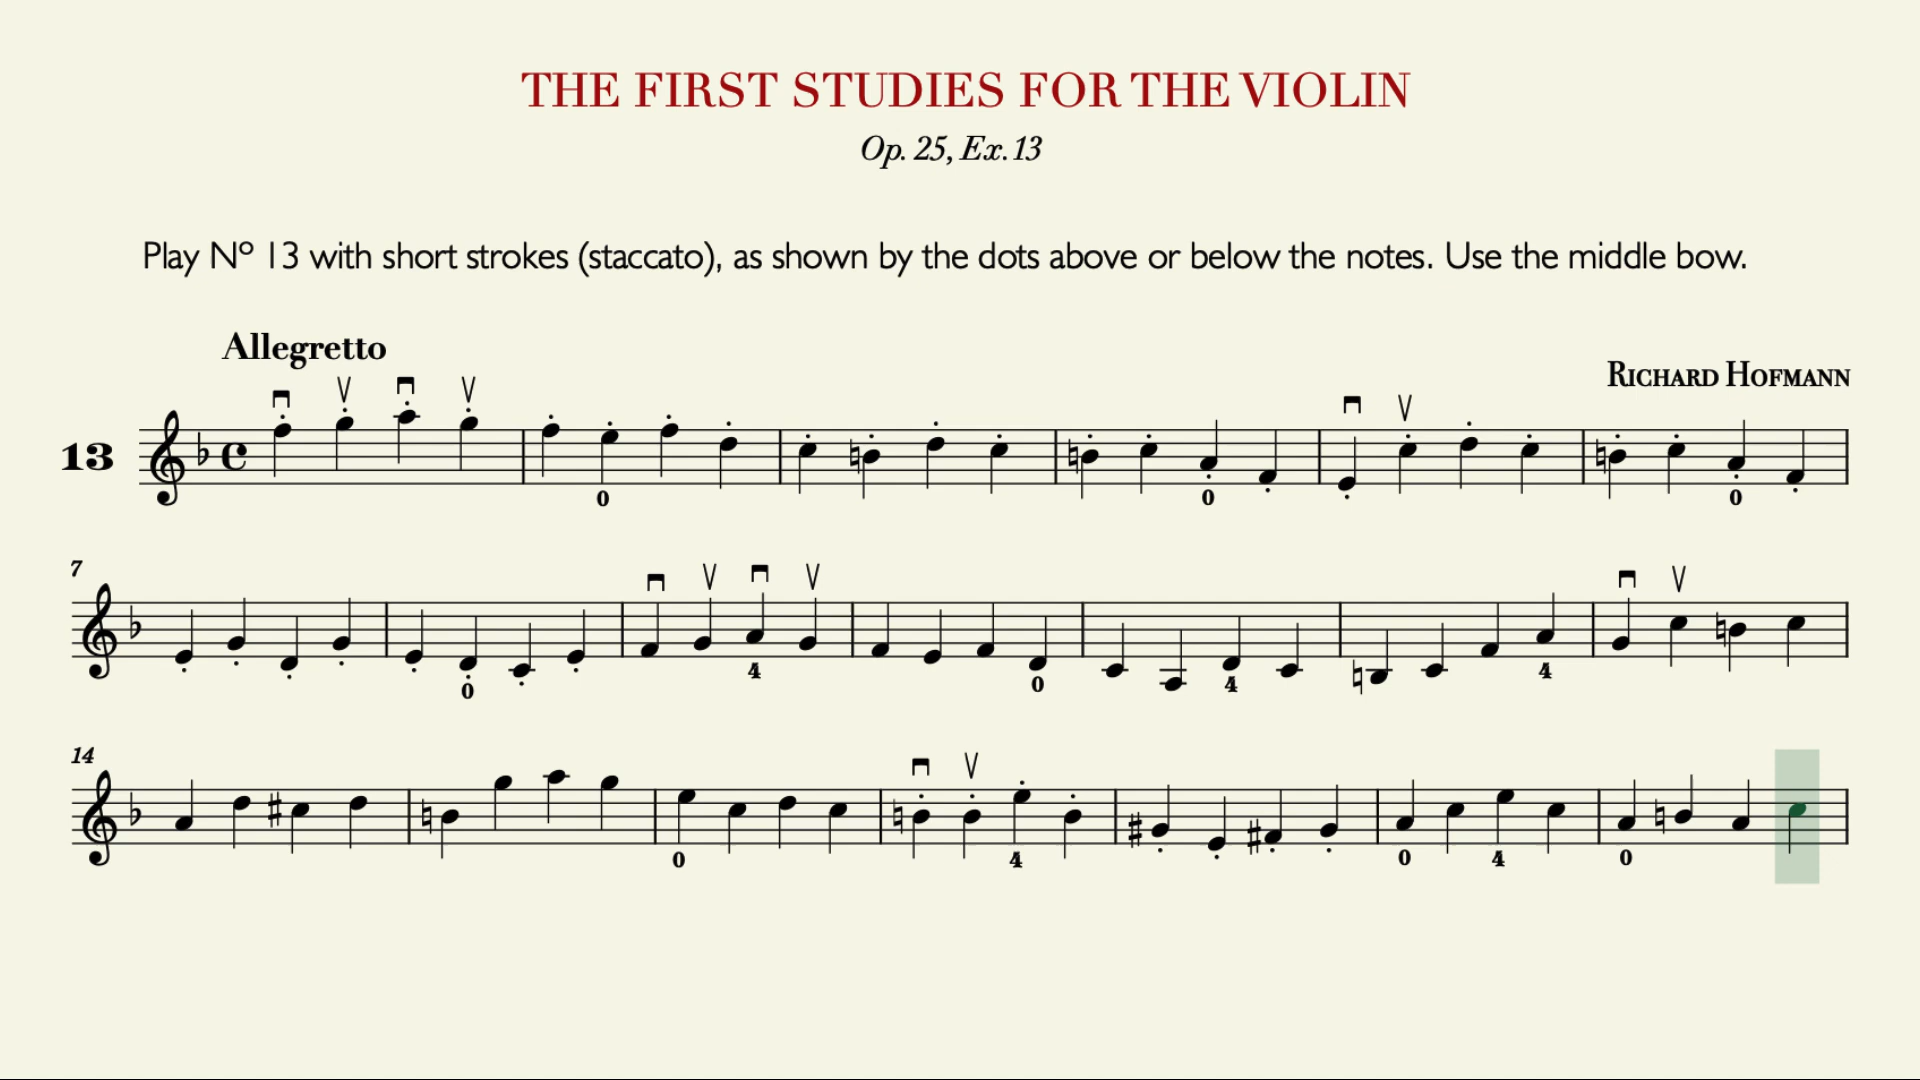 THE FIRST STUDIES FOR THE VIOLIN
Op. 25, Ex. 13
Play Nº 13 with short strokes (staccato), as shown by the dots above or below the notes. Use the middle bow.
Allegretto
RICHARD HOFMANN
13
0 0 0
7
0 4 0 4 4
14
0 4 0 4 0